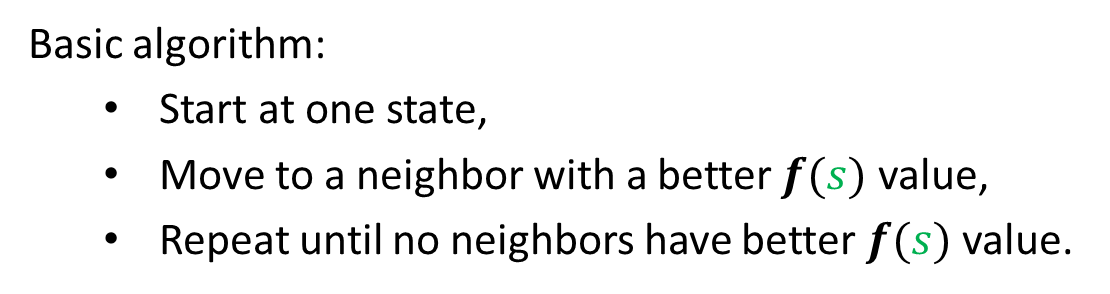 Basic algorithm:
• Start at one state,
• Move to a neighbor with a better f(s) value,
• Repeat until no neighbors have better f(s) value.